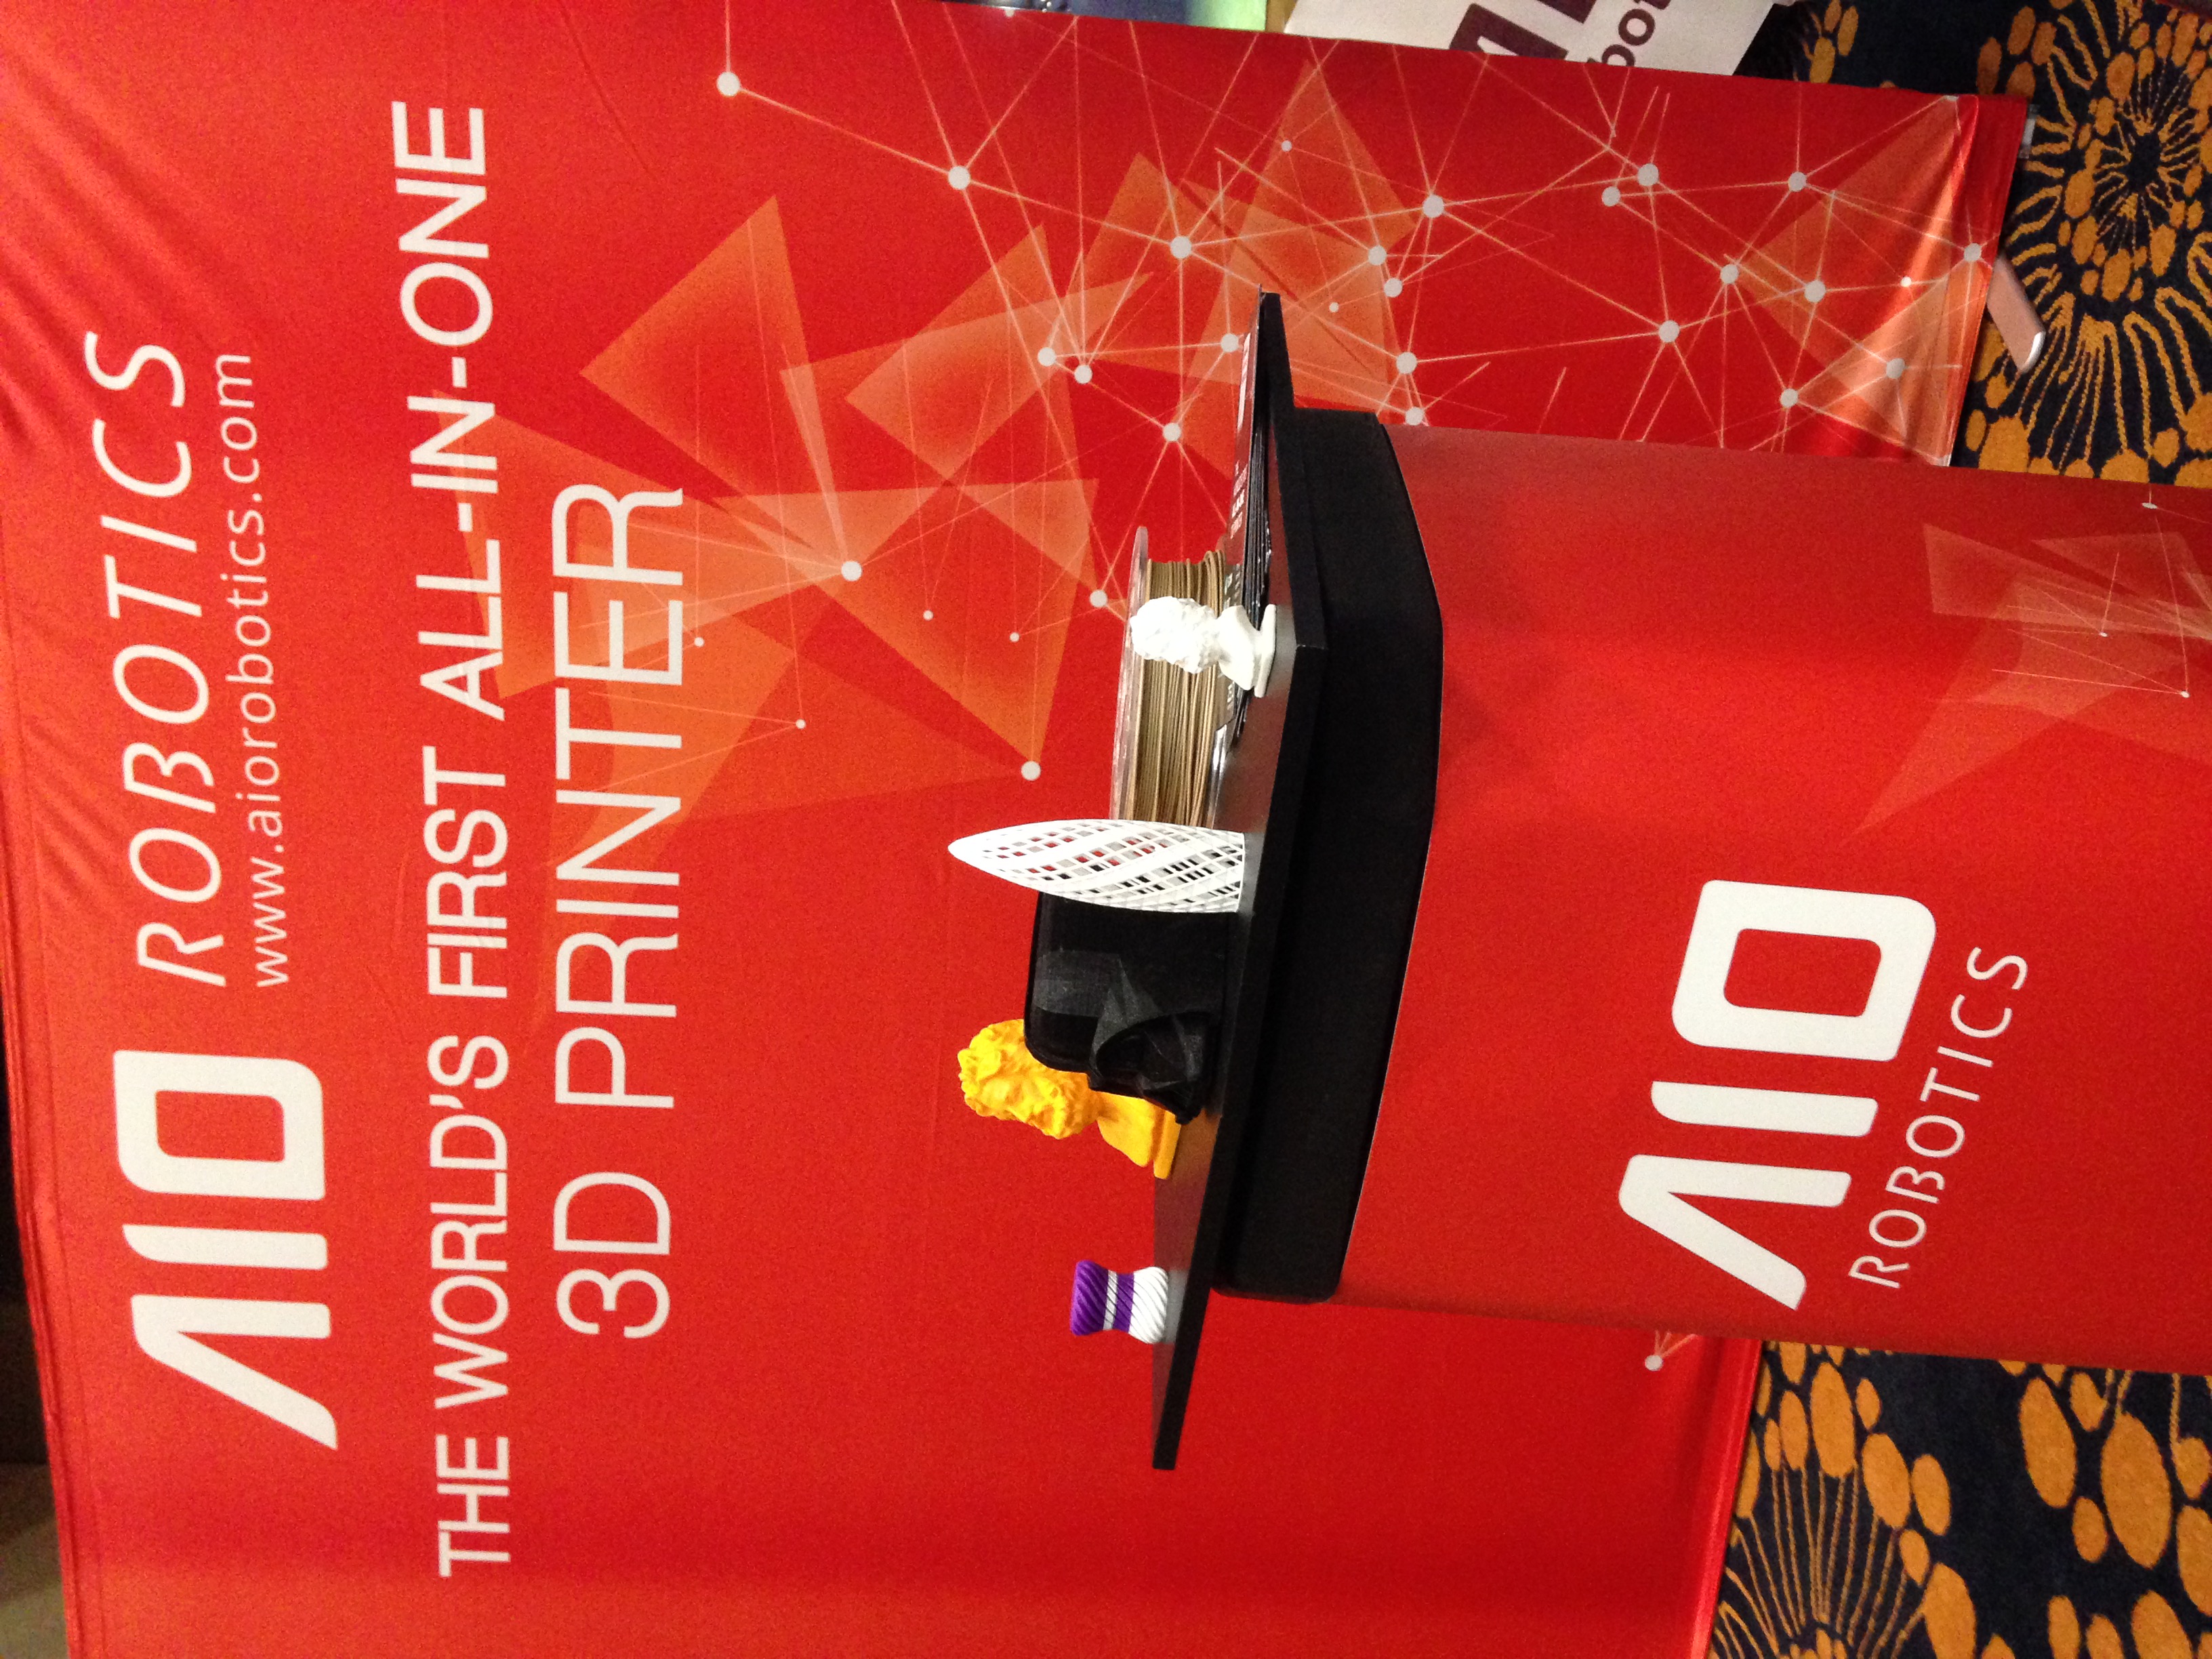 AIO ROBOTICS
www.aiorobotics.com
THE WORLD'S FIRST ALL-IN-ONE
3D PRINTER
AIO
ROBOTICS